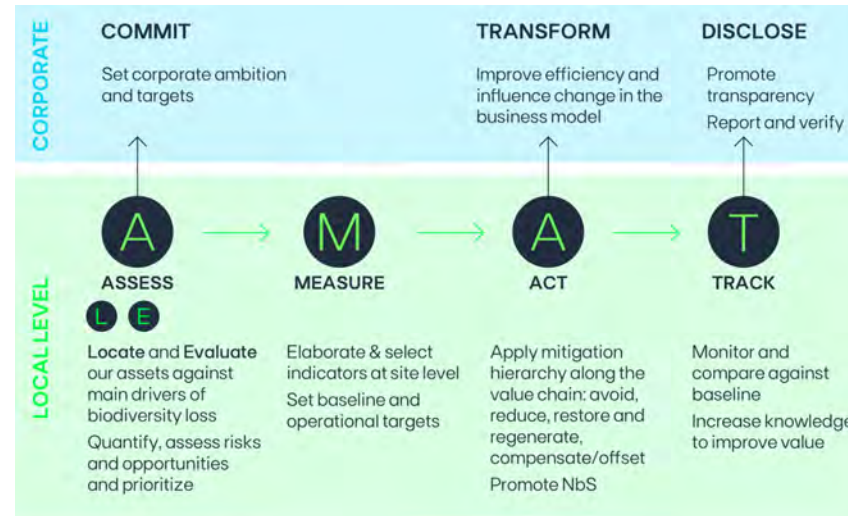 CORPORATE
COMMIT
Set corporate ambition
and targets
TRANSFORM
Improve efficiency and
influence change in the
business model
DISCLOSE
Promote
transparency
Report and verify
LOCAL LEVEL
A
ASSESS
L E
Locate and Evaluate
our assets against
main drivers of
biodiversity loss
Quantify, assess risks
and opportunities
and prioritize
M
MEASURE
Elaborate & select
indicators at site level
Set baseline and
operational targets
A
ACT
Apply mitigation
hierarchy along the
value chain: avoid,
reduce, restore and
regenerate,
compensate/offset
Promote NbS
T
TRACK
Monitor and
compare against
baseline
Increase knowledge
to improve value